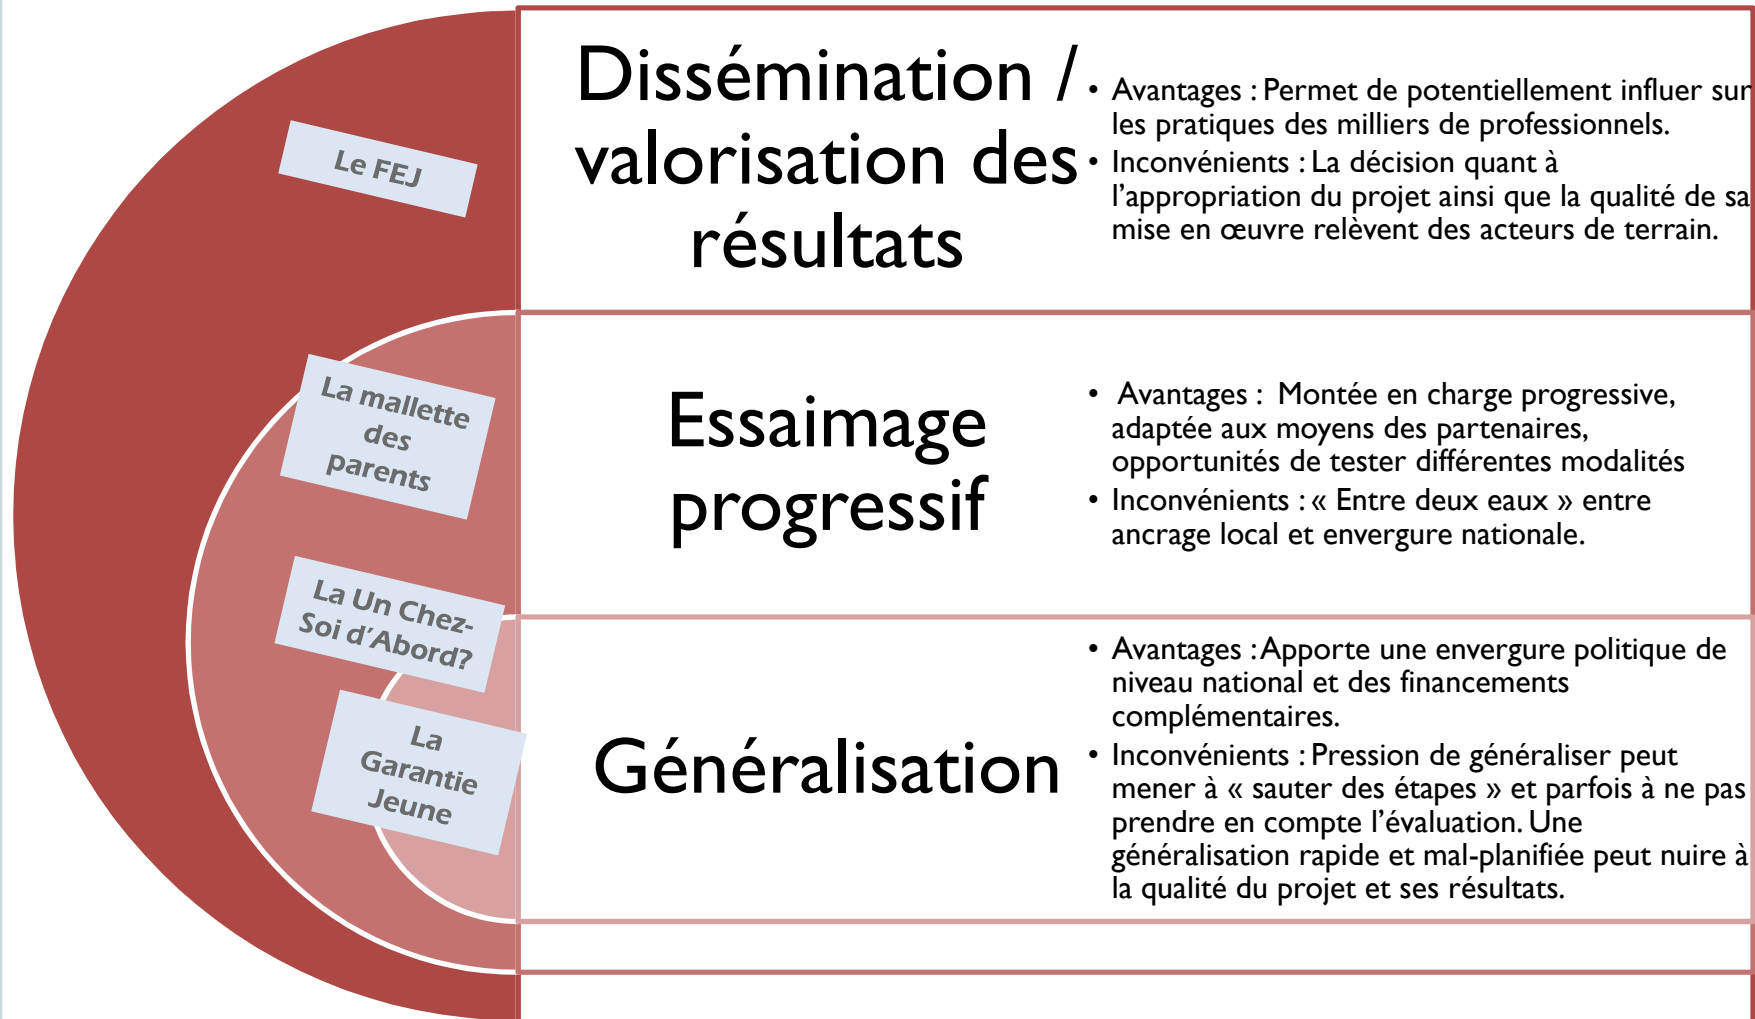 Le FEJ
Dissémination /
valorisation des
résultats
• Avantages : Permet de potentiellement influer sur
les pratiques des milliers de professionnels.
• Inconvénients : La décision quant à
l’appropriation du projet ainsi que la qualité de sa
mise en œuvre relèvent des acteurs de terrain.
La mallette
des
parents
Essaimage
progressif
• Avantages : Montée en charge progressive,
adaptée aux moyens des partenaires,
opportunités de tester différentes modalités
• Inconvénients : « Entre deux eaux » entre
ancrage local et envergure nationale.
La Un Chez-
Soi d’Abord?
La
Garantie
Jeune
Généralisation
• Avantages : Apporte une envergure politique de
niveau national et des financements
complémentaires.
• Inconvénients : Pression de généraliser peut
mener à « sauter des étapes » et parfois à ne pas
prendre en compte l’évaluation. Une
généralisation rapide et mal-planifiée peut nuire à
la qualité du projet et ses résultats.